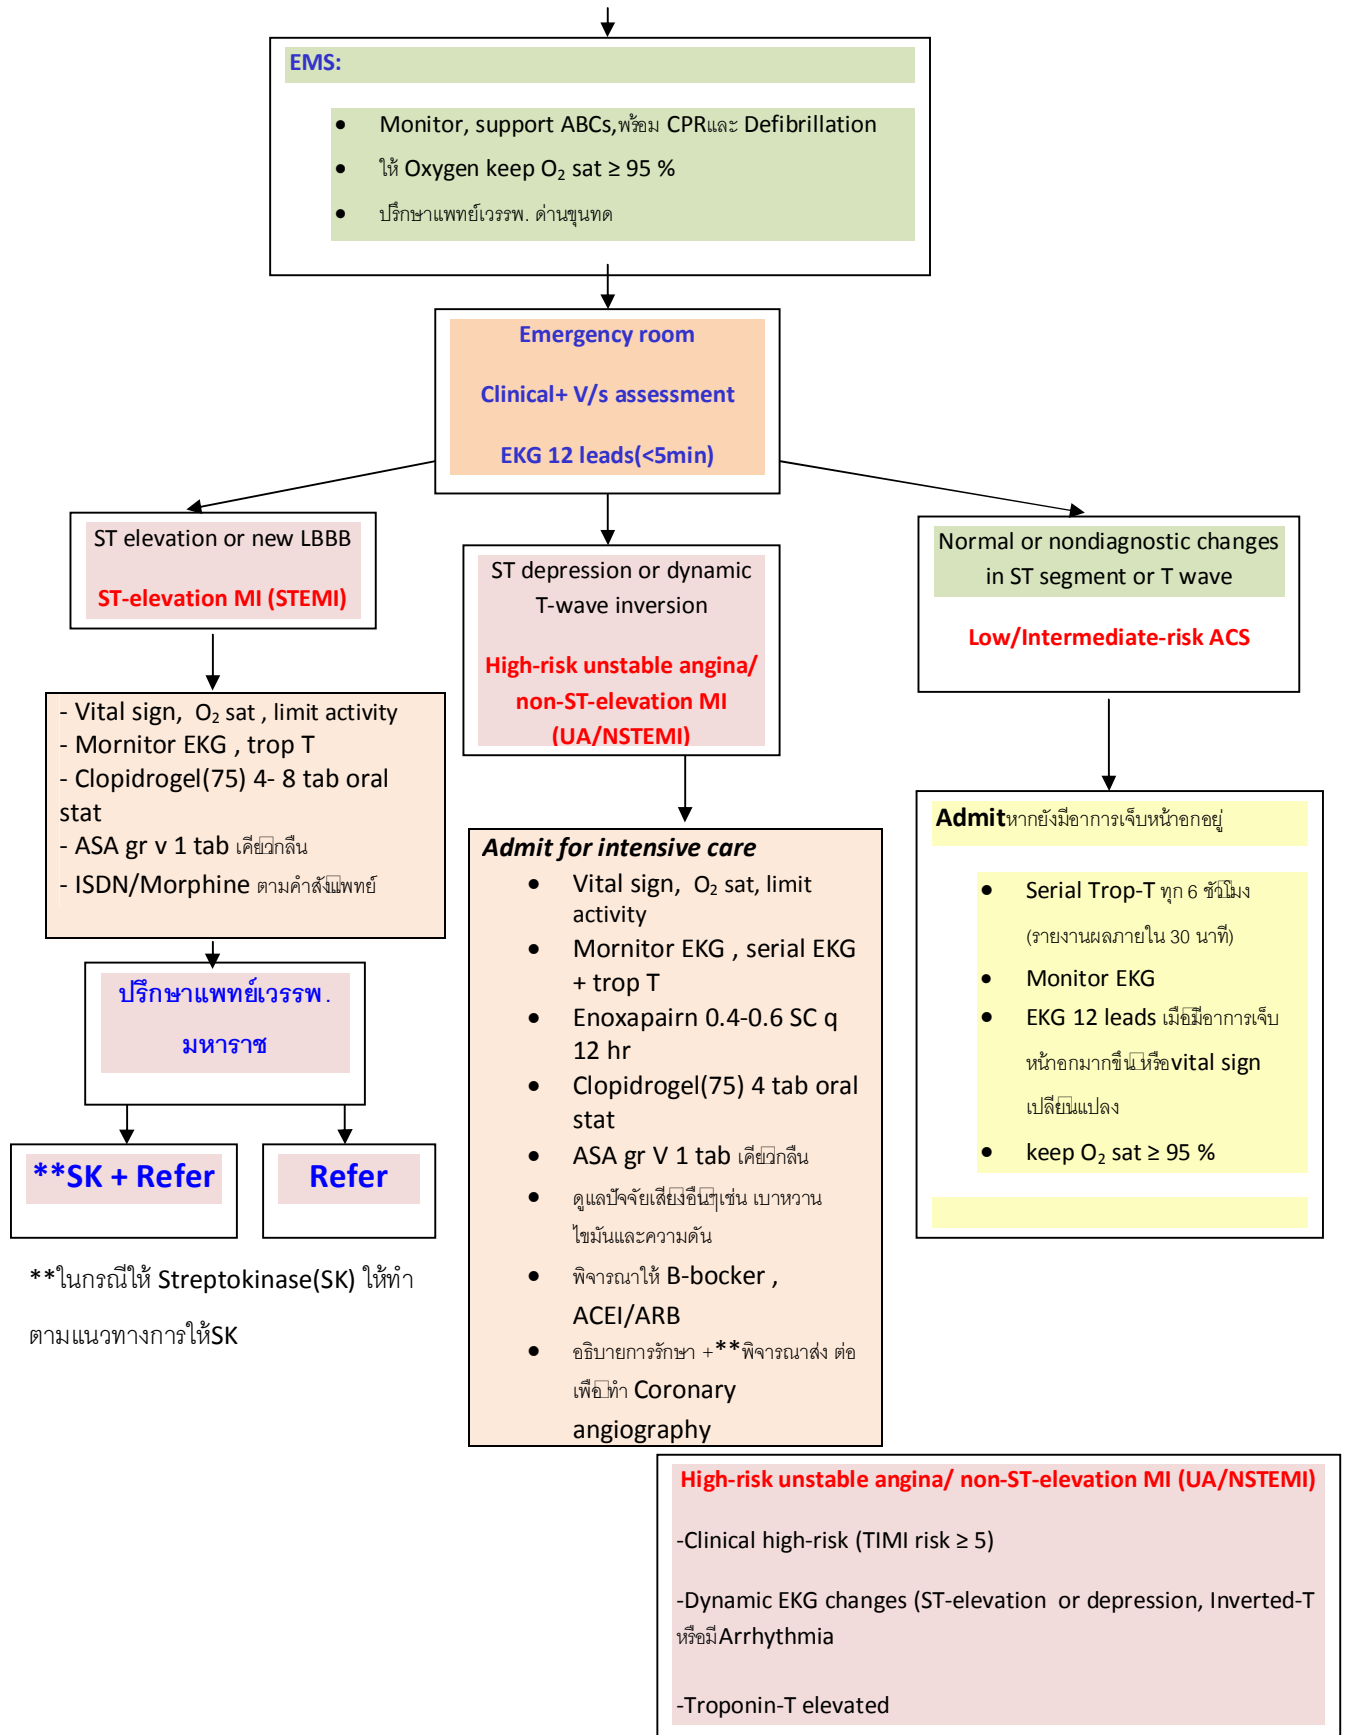 EMS:
• Monitor, support ABCs,พร้อม CPRและ Defibrillation
• ให้ Oxygen keep O₂ sat ≥ 95 %
• ปรึกษาแพทย์เวรรพ. ด่านขุนทด
Emergency room
Clinical+ V/s assessment
EKG 12 leads(<5min)
ST elevation or new LBBB
ST-elevation MI (STEMI)
ST depression or dynamic
T-wave inversion
High-risk unstable angina/
non-ST-elevation MI
(UA/NSTEMI)
Normal or nondiagnostic changes
in ST segment or T wave
Low/Intermediate-risk ACS
- Vital sign, O₂ sat , limit activity
- Mornitor EKG , trop T
- Clopidrogel(75) 4- 8 tab oral
stat
- ASA gr v 1 tab เคี้ยวกลืน
- ISDN/Morphine ตามคำสั่งแพทย์
ปรึกษาแพทย์เวรรพ.
มหาราช
**SK + Refer
Refer
**ในกรณีให้ Streptokinase(SK) ให้ทำ
ตามแนวทางการให้SK
Admit for intensive care
• Vital sign, O₂ sat, limit
activity
• Mornitor EKG , serial EKG
+ trop T
• Enoxapairn 0.4-0.6 SC q
12 hr
• Clopidrogel(75) 4 tab oral
stat
• ASA gr V 1 tab เคี้ยวกลืน
• ดูแลปัจจัยเสี่ยงอื่นๆเช่น เบาหวาน
ไขมันและความดัน
• พิจารณาให้ B-bocker ,
ACEI/ARB
• อธิบายการรักษา +**พิจารณาส่ง ต่อ
เพื่อทำ Coronary
angiography
Admitหากยังมีอาการเจ็บหน้าอกอยู่
• Serial Trop-T ทุก 6 ชั่วโมง
(รายงานผลภายใน 30 นาที)
• Monitor EKG
• EKG 12 leads เมื่อมีอาการเจ็บ
หน้าอกมากขึ้น หรือvital sign
เปลี่ยนแปลง
• keep O₂ sat ≥ 95 %
High-risk unstable angina/ non-ST-elevation MI (UA/NSTEMI)
-Clinical high-risk (TIMI risk ≥ 5)
-Dynamic EKG changes (ST-elevation or depression, Inverted-T
หรือมีArrhythmia
-Troponin-T elevated